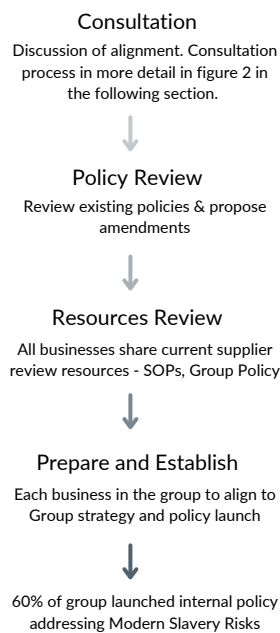 Consultation
Discussion of alignment. Consultation
process in more detail in figure 2 in
the following section.
Policy Review
Review existing policies & propose
amendments
Resources Review
All businesses share current supplier
review resources - SOPs, Group Policy
Prepare and Establish
Each business in the group to align to
Group strategy and policy launch
60% of group launched internal policy
addressing Modern Slavery Risks